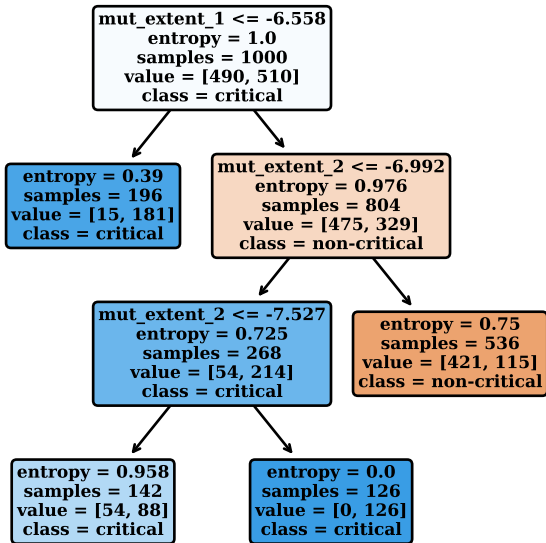 mut_extent_1 <= -6.558
entropy = 1.0
samples = 1000
value = [490, 510]
class = critical
entropy = 0.39
samples = 196
value = [15, 181]
class = critical
mut_extent_2 <= -6.992
entropy = 0.976
samples = 804
value = [475, 329]
class = non-critical
mut_extent_2 <= -7.527
entropy = 0.725
samples = 268
value = [54, 214]
class = critical
entropy = 0.75
samples = 536
value = [421, 115]
class = non-critical
entropy = 0.958
samples = 142
value = [54, 88]
class = critical
entropy = 0.0
samples = 126
value = [0, 126]
class = critical